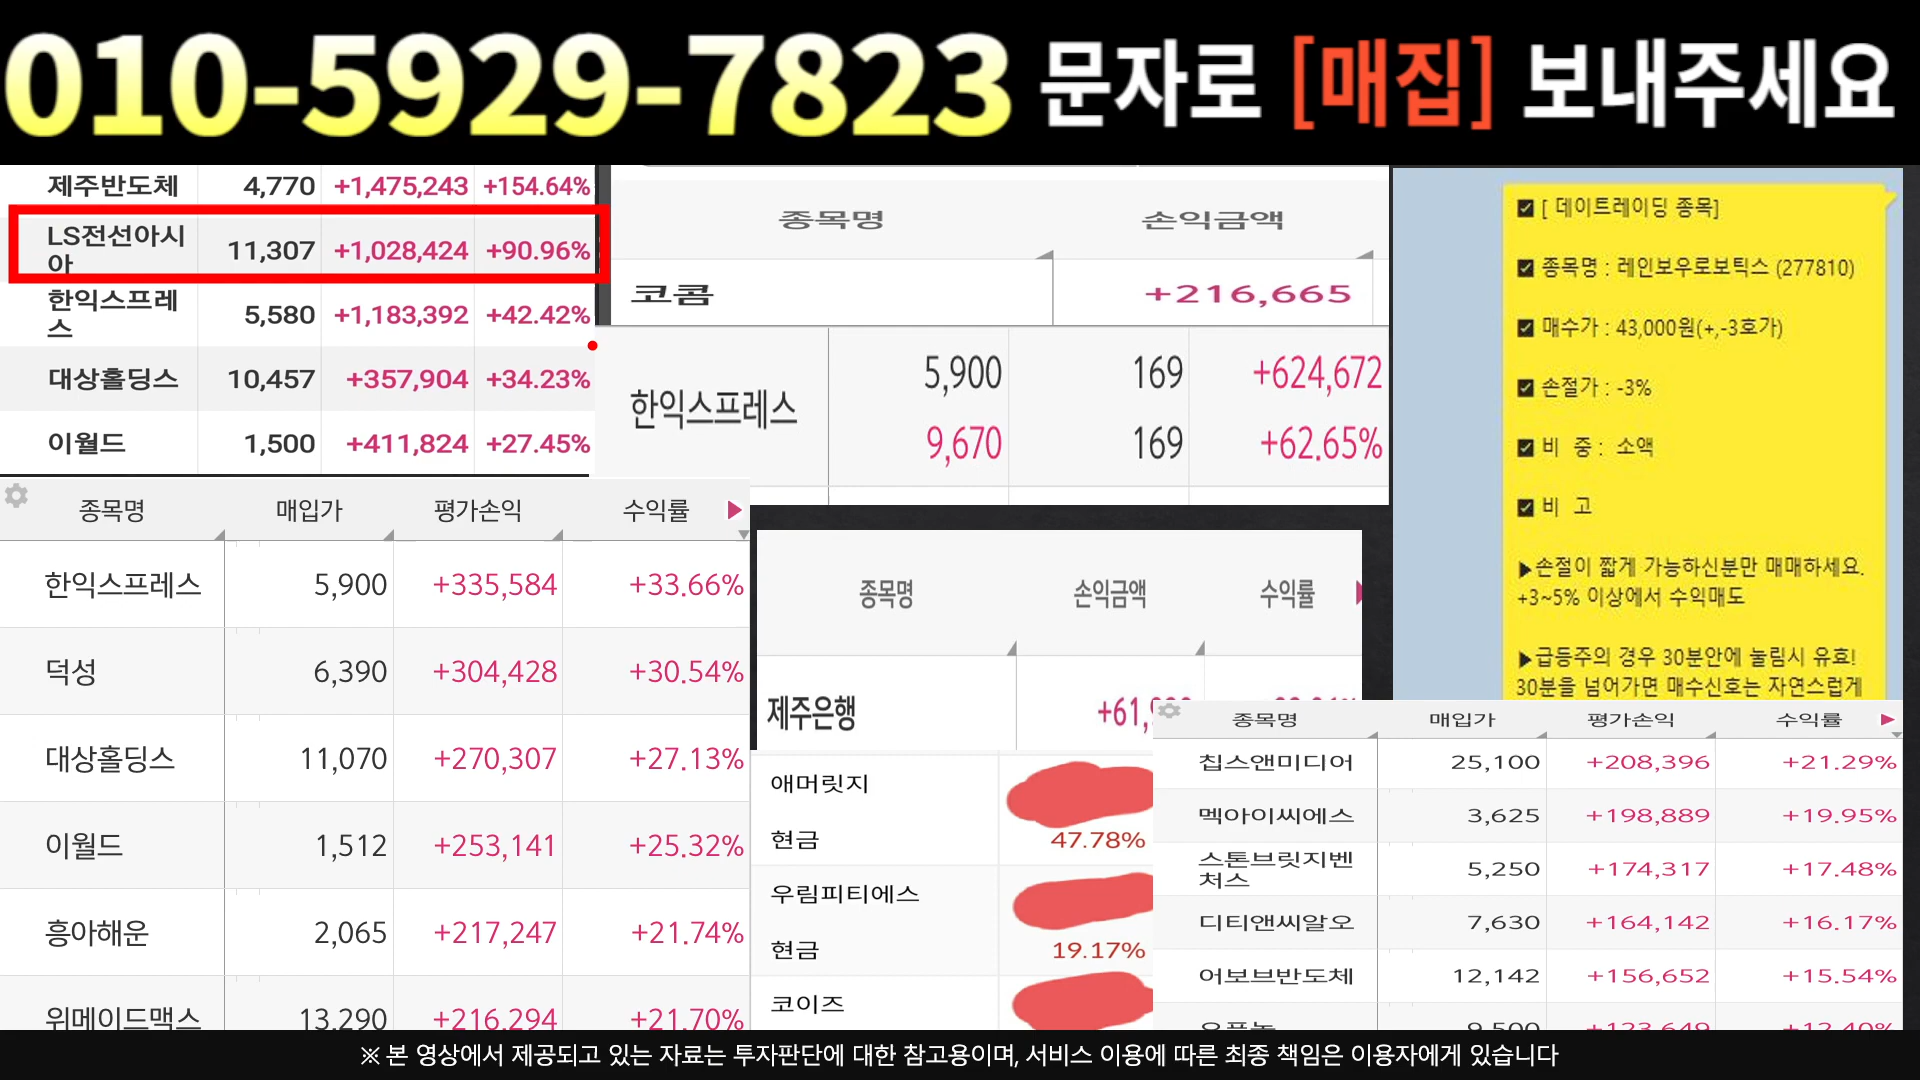 010-5929-7823 문자로 [매집] 보내주세요
제주반도체 4,770 +1,475,243 +154.64%
LS전선아시아 11,307 +1,028,424 +90.96%
한익스프레스 5,580 +1,183,392 +42.42%
대상홀딩스 10,457 +357,904 +34.23%
이월드 1,500 +411,824 +27.45%
종목명 손익금액
코콤 +216,665
한익스프레스 5,900 169 +624,672
9,670 169 +62.65%
☑ [ 데이트레이딩 종목]
☑ 종목명 : 레인보우로보틱스 (277810)
☑ 매수가 : 43,000원(+,-3호가)
☑ 손절가 : -3%
☑ 비 중 : 소액
☑ 비 고
▶손절이 짧게 가능하신분만 매매하세요.
+3~5% 이상에서 수익매도
▶급등주의 경우 30분안에 눌림시 유효!
30분을 넘어가면 매수신호는 자연스럽게
종목명 매입가 평가손익 수익률
한익스프레스 5,900 +335,584 +33.66%
덕성 6,390 +304,428 +30.54%
대상홀딩스 11,070 +270,307 +27.13%
이월드 1,512 +253,141 +25.32%
흥아해운 2,065 +217,247 +21.74%
위메이드맥스 13,290 +216,294 +21.70%
종목명 손익금액 수익률
제주은행
애머릿지
현금 47.78%
우림피티에스
현금 19.17%
코이즈
종목명 매입가 평가손익 수익률
칩스앤미디어 25,100 +208,396 +21.29%
멕아이씨에스 3,625 +198,889 +19.95%
스톤브릿지벤처스 5,250 +174,317 +17.48%
디티앤씨알오 7,630 +164,142 +16.17%
어보브반도체 12,142 +156,652 +15.54%
※ 본 영상에서 제공되고 있는 자료는 투자판단에 대한 참고용이며, 서비스 이용에 따른 최종 책임은 이용자에게 있습니다